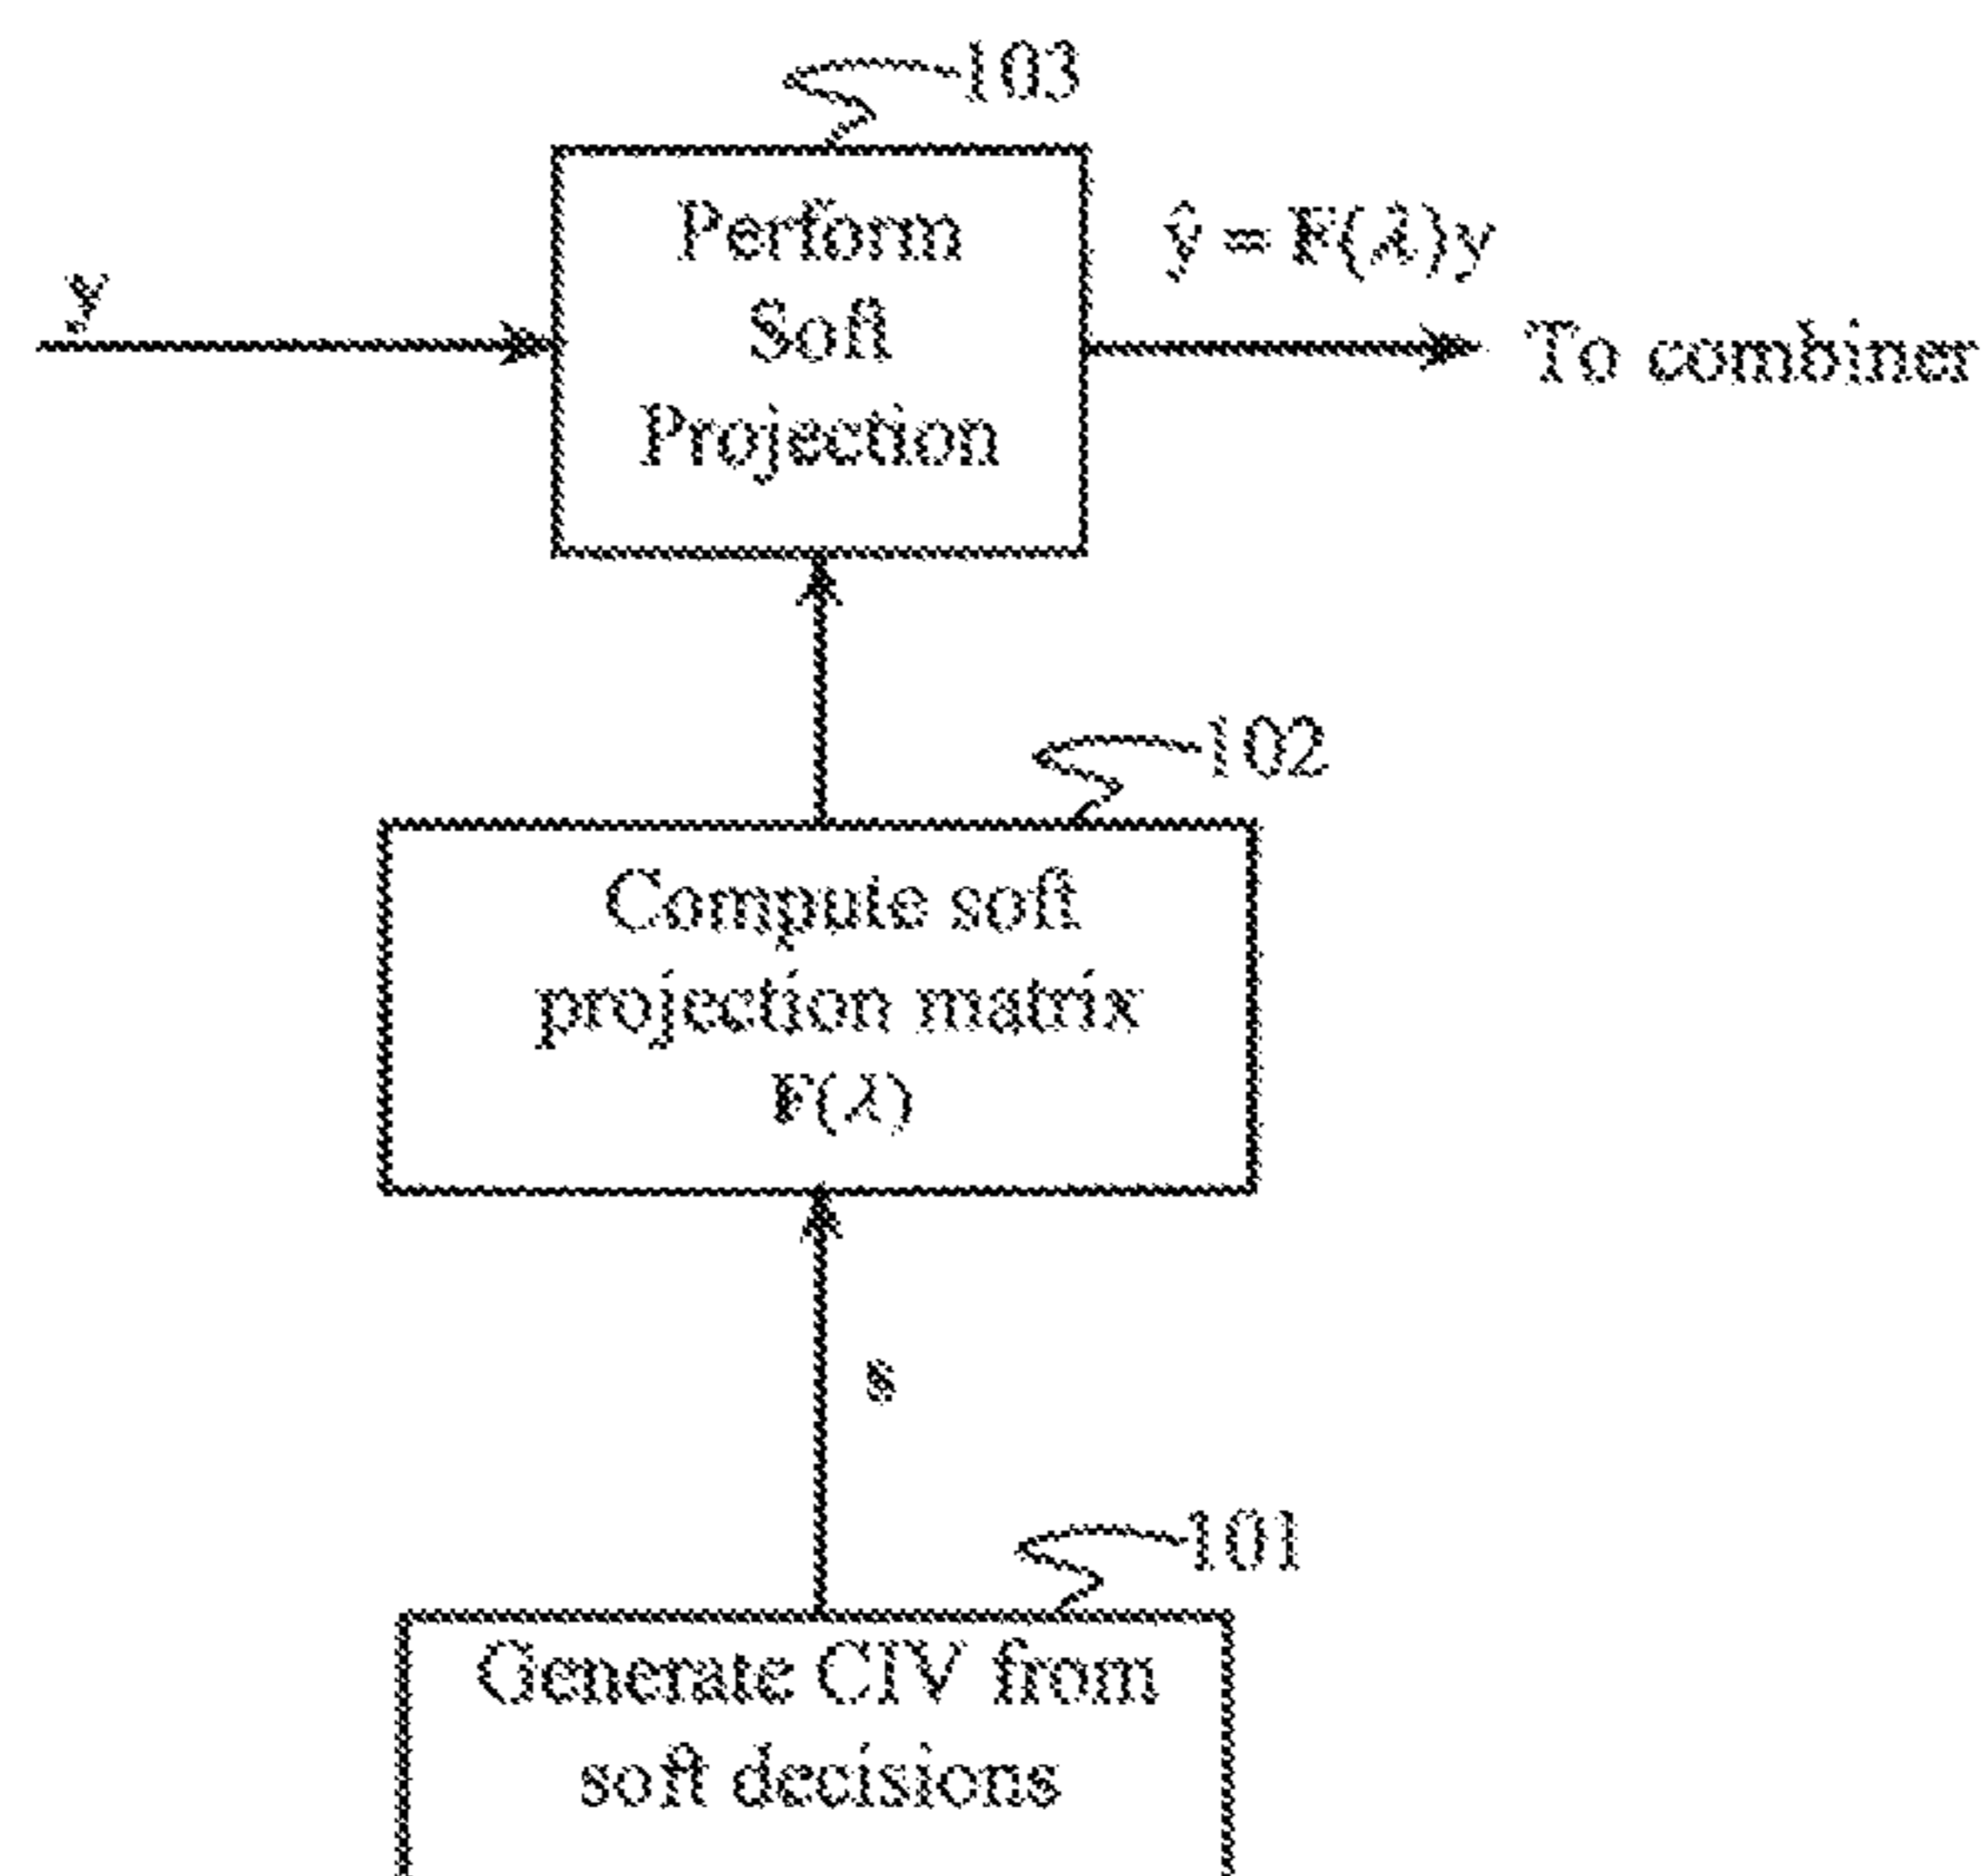 103
Perform
Soft
Projection
y
ŷ = F(λ)y
To combiner
102
Compute soft
projection matrix
F(λ)
s
101
Generate CIV from
soft decisions